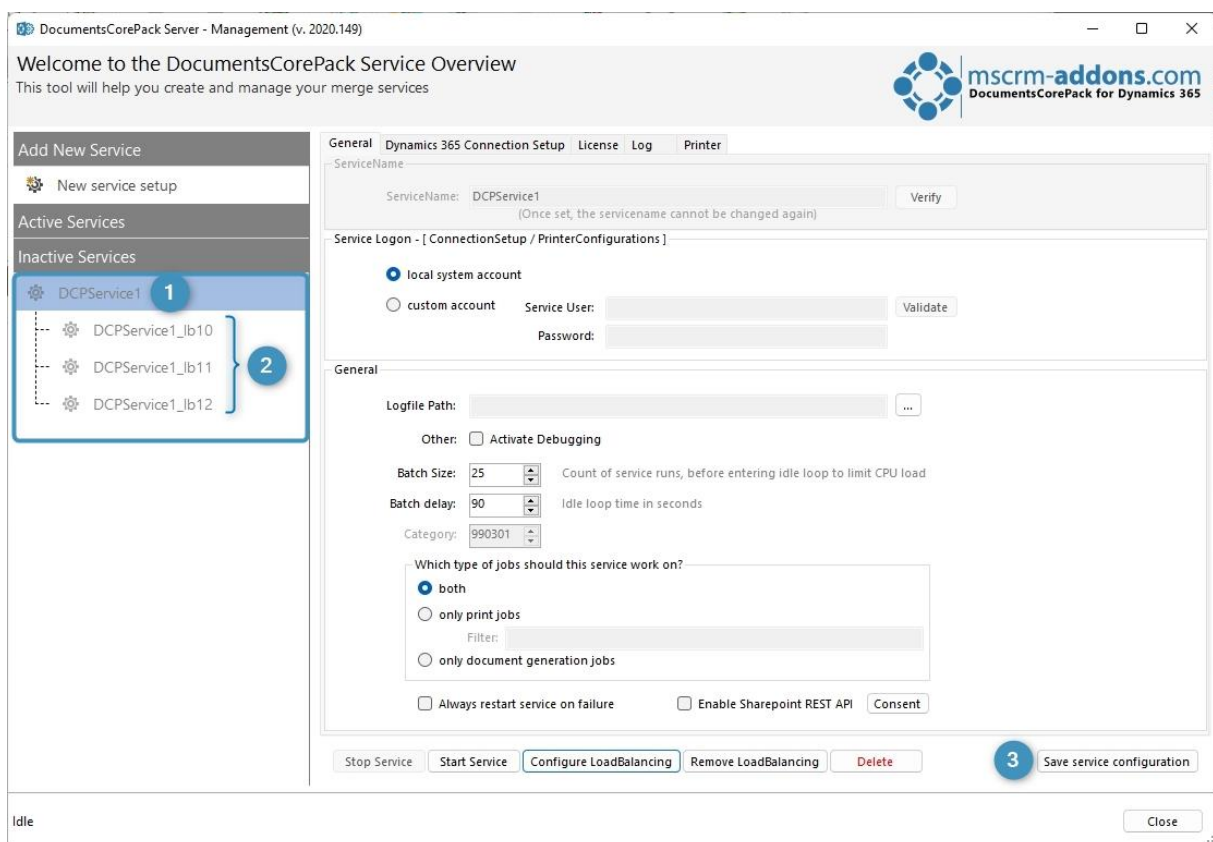 DocumentsCorePack Server - Management (v. 2020.149)
Welcome to the DocumentsCorePack Service Overview
This tool will help you create and manage your merge services
mscrm-addons.com
DocumentsCorePack for Dynamics 365
Add New Service
New service setup
Active Services
Inactive Services
DCPService1 1
DCPService1_lb10
DCPService1_lb11 2
DCPService1_lb12
General Dynamics 365 Connection Setup License Log Printer
ServiceName
ServiceName: DCPService1 Verify
(Once set, the servicename cannot be changed again)
Service Logon - [ ConnectionSetup / PrinterConfigurations ]
local system account
custom account Service User: Validate
Password:
General
Logfile Path: ...
Other: Activate Debugging
Batch Size: 25 Count of service runs, before entering idle loop to limit CPU load
Batch delay: 90 Idle loop time in seconds
Category: 990301
Which type of jobs should this service work on?
both
only print jobs
Filter:
only document generation jobs
Always restart service on failure Enable Sharepoint REST API Consent
Stop Service Start Service Configure LoadBalancing Remove LoadBalancing Delete 3 Save service configuration
Idle Close